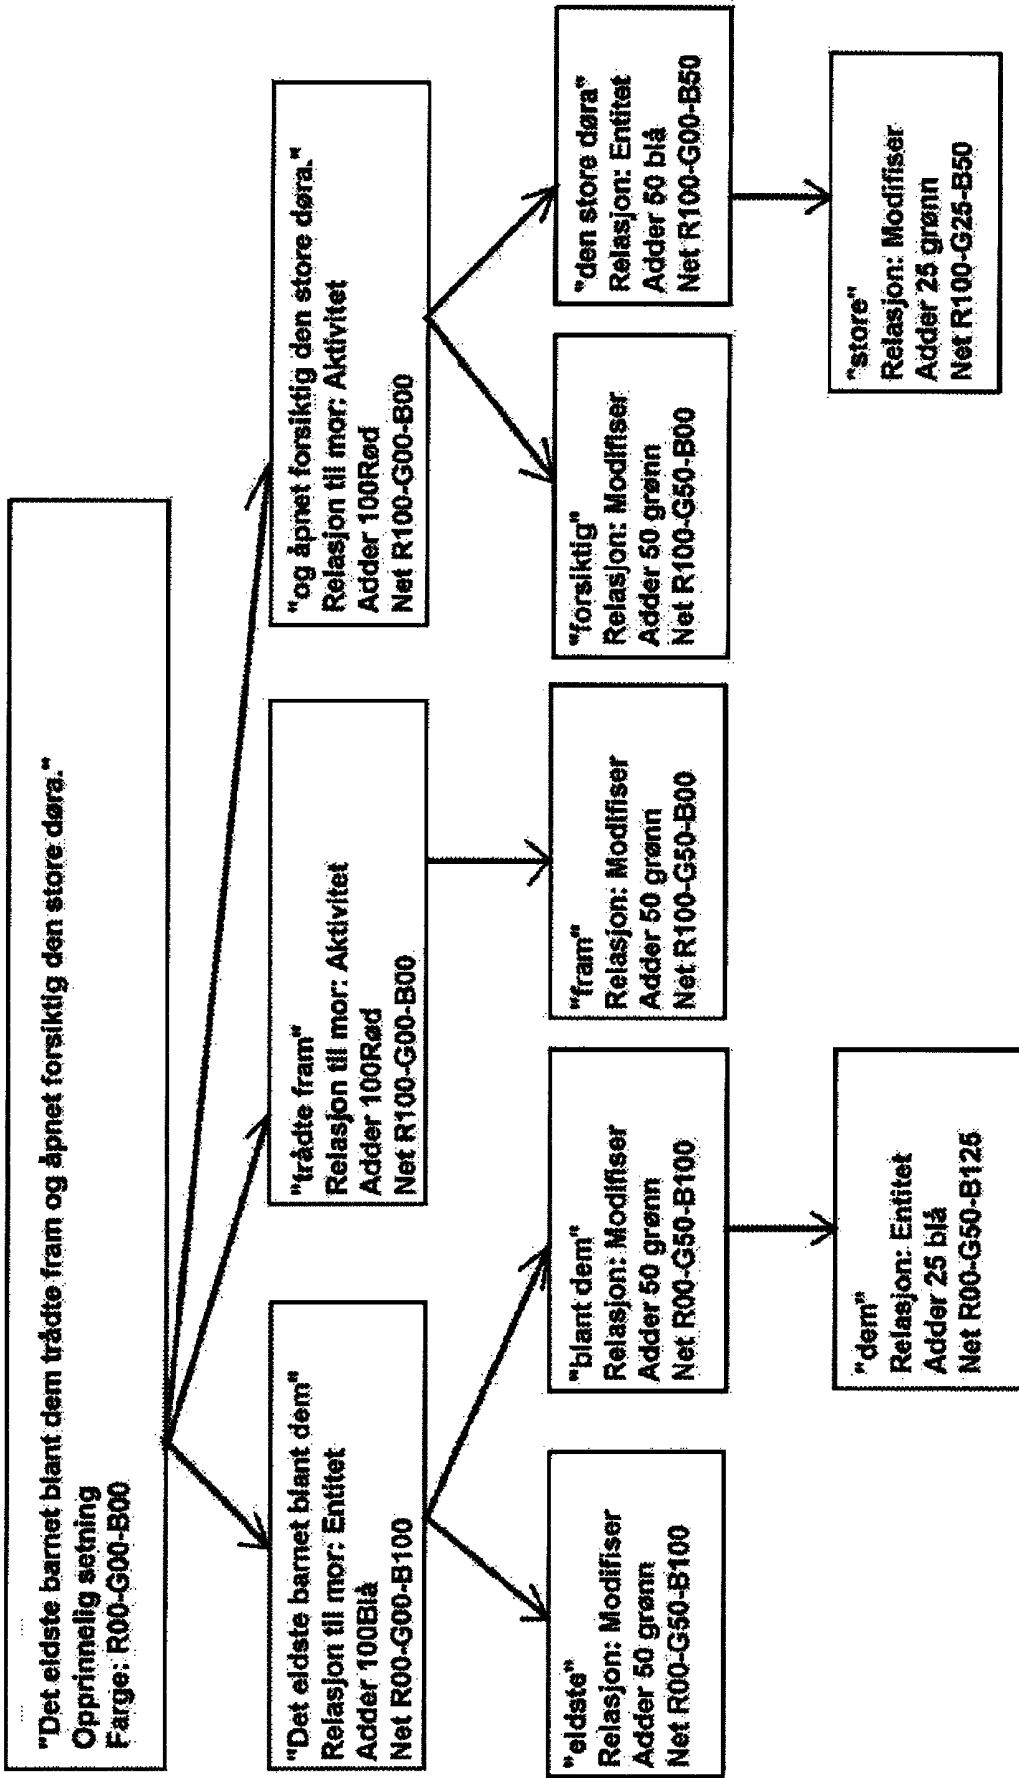 "Det eldste barnet blant dem trådte fram og åpnet forsiktig den store døra."
Opprinnelig setning
Farge: R00-G00-B00
"Det eldste barnet blant dem"
Relasjon til mor: Entitet
Adder 100Blå
Net R00-G00-B100
"trådte fram"
Relasjon til mor: Aktivitet
Adder 100Rød
Net R100-G00-B00
"og åpnet forsiktig den store døra."
Relasjon til mor: Aktivitet
Adder 100Rød
Net R100-G00-B00
"eldste"
Relasjon: Modifiser
Adder 50 grønn
Net R00-G50-B100
"blant dem"
Relasjon: Modifiser
Adder 50 grønn
Net R00-G50-B100
"fram"
Relasjon: Modifiser
Adder 50 grønn
Net R100-G50-B00
"forsiktig"
Relasjon: Modifiser
Adder 50 grønn
Net R100-G50-B00
"den store døra"
Relasjon: Entitet
Adder 50 blå
Net R100-G00-B50
"dem"
Relasjon: Entitet
Adder 25 blå
Net R00-G50-B125
"store"
Relasjon: Modifiser
Adder 25 grønn
Net R100-G25-B50